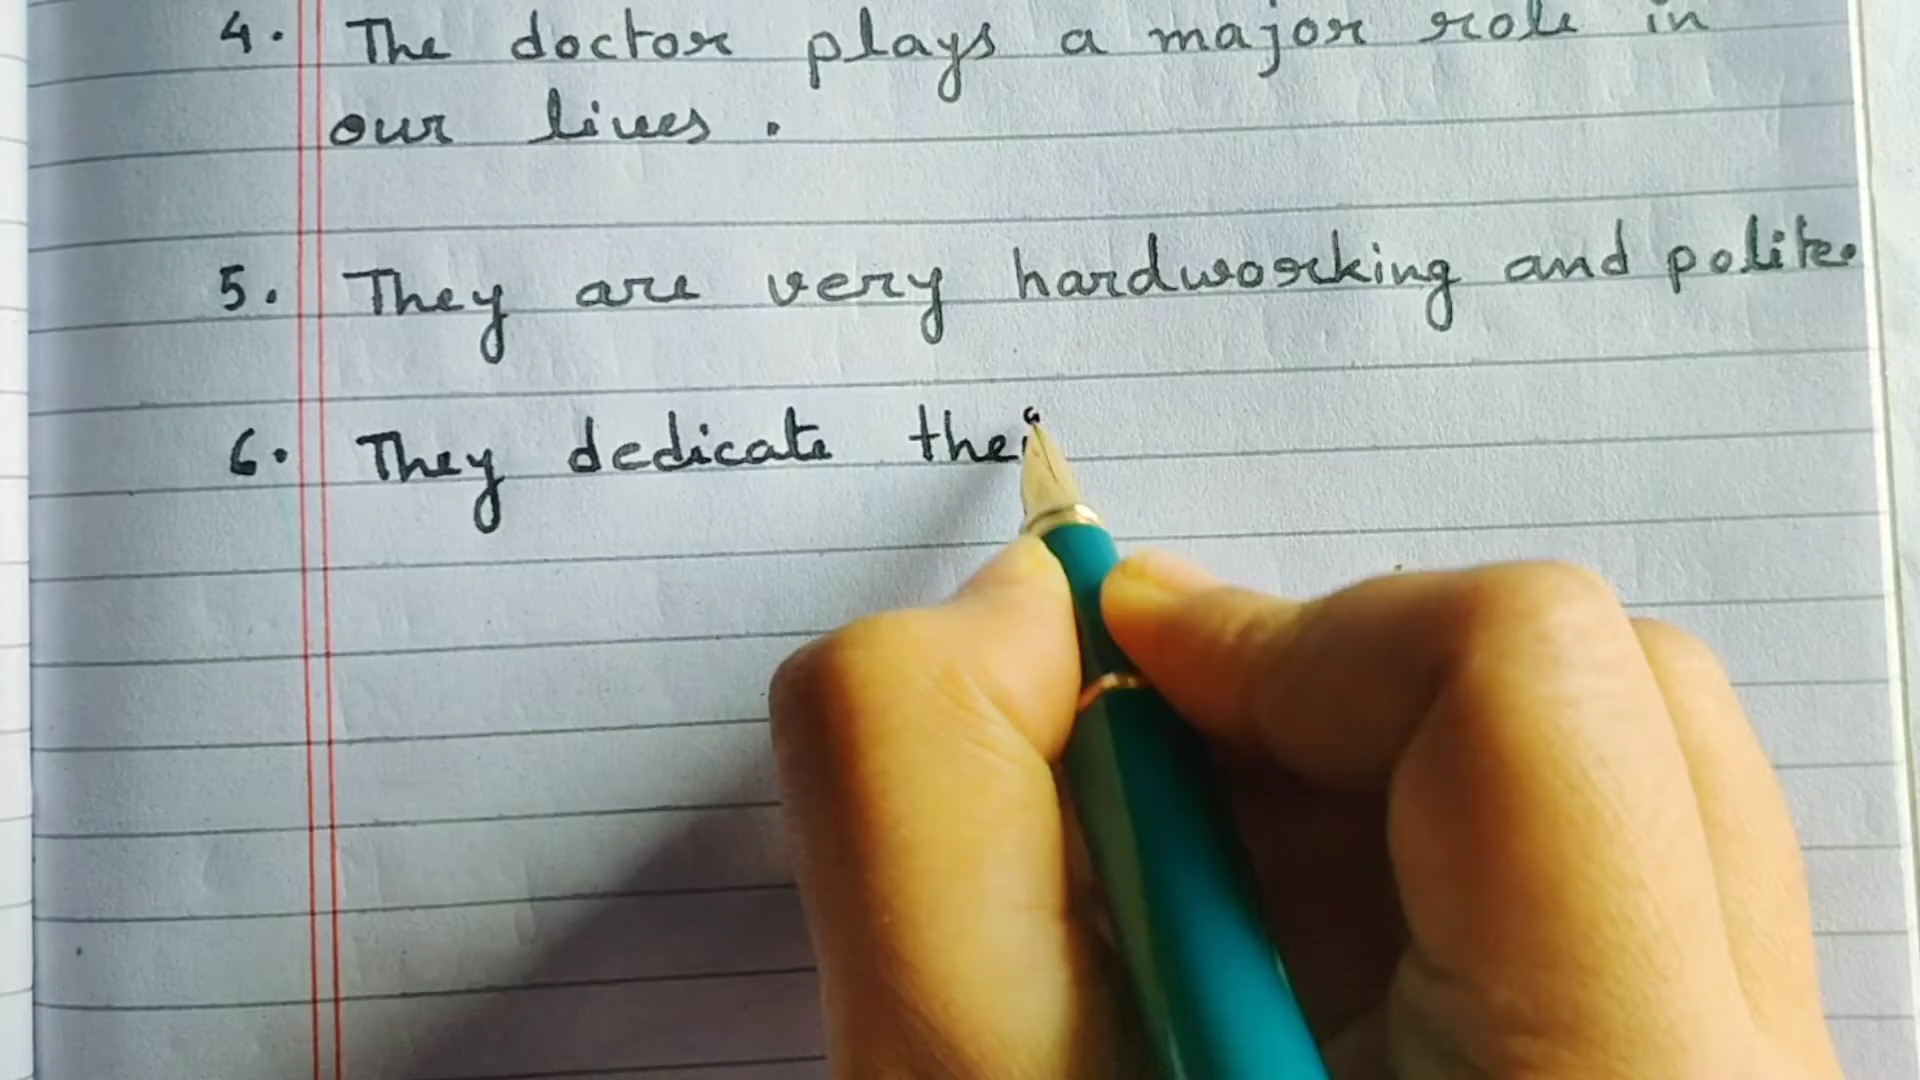 4. The doctor plays a major role in
our lives.
5. They are very hardworking and polite.
6. They dedicate